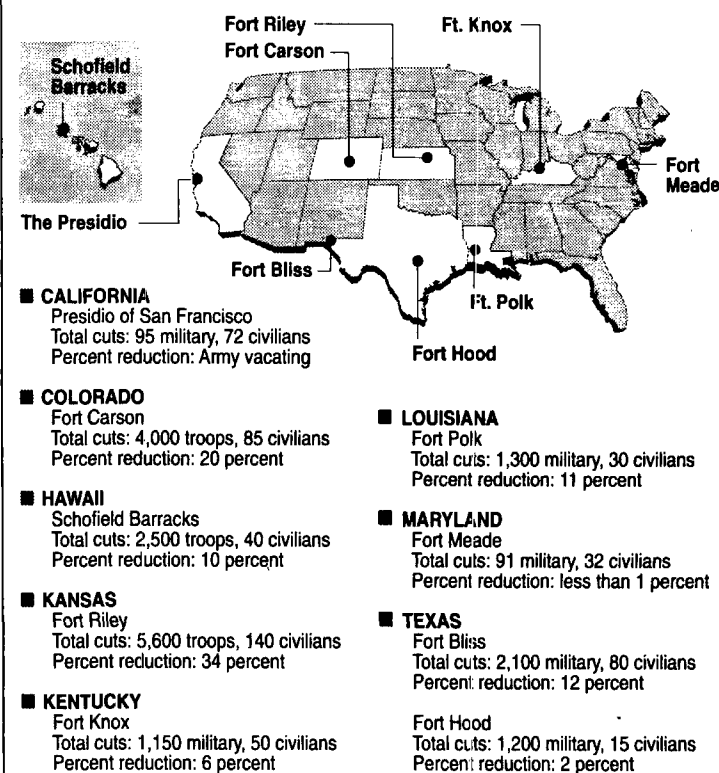 Fort Riley
Fort Carson
Ft. Knox
Schofield
Barracks
Fort
Meade
The Presidio
Fort Bliss
Ft. Polk
Fort Hood
CALIFORNIA
Presidio of San Francisco
Total cuts: 95 military, 72 civilians
Percent reduction: Army vacating
COLORADO
Fort Carson
Total cuts: 4,000 troops, 85 civilians
Percent reduction: 20 percent
HAWAII
Schofield Barracks
Total cuts: 2,500 troops, 40 civilians
Percent reduction: 10 percent
KANSAS
Fort Riley
Total cuts: 5,600 troops, 140 civilians
Percent reduction: 34 percent
KENTUCKY
Fort Knox
Total cuts: 1,150 military, 50 civilians
Percent reduction: 6 percent
LOUISIANA
Fort Polk
Total cuts: 1,300 military, 30 civilians
Percent reduction: 11 percent
MARYLAND
Fort Meade
Total cuts: 91 military, 32 civilians
Percent reduction: less than 1 percent
TEXAS
Fort Bliss
Total cuts: 2,100 military, 80 civilians
Percent reduction: 12 percent
Fort Hood
Total cuts: 1,200 military, 15 civilians
Percent reduction: 2 percent